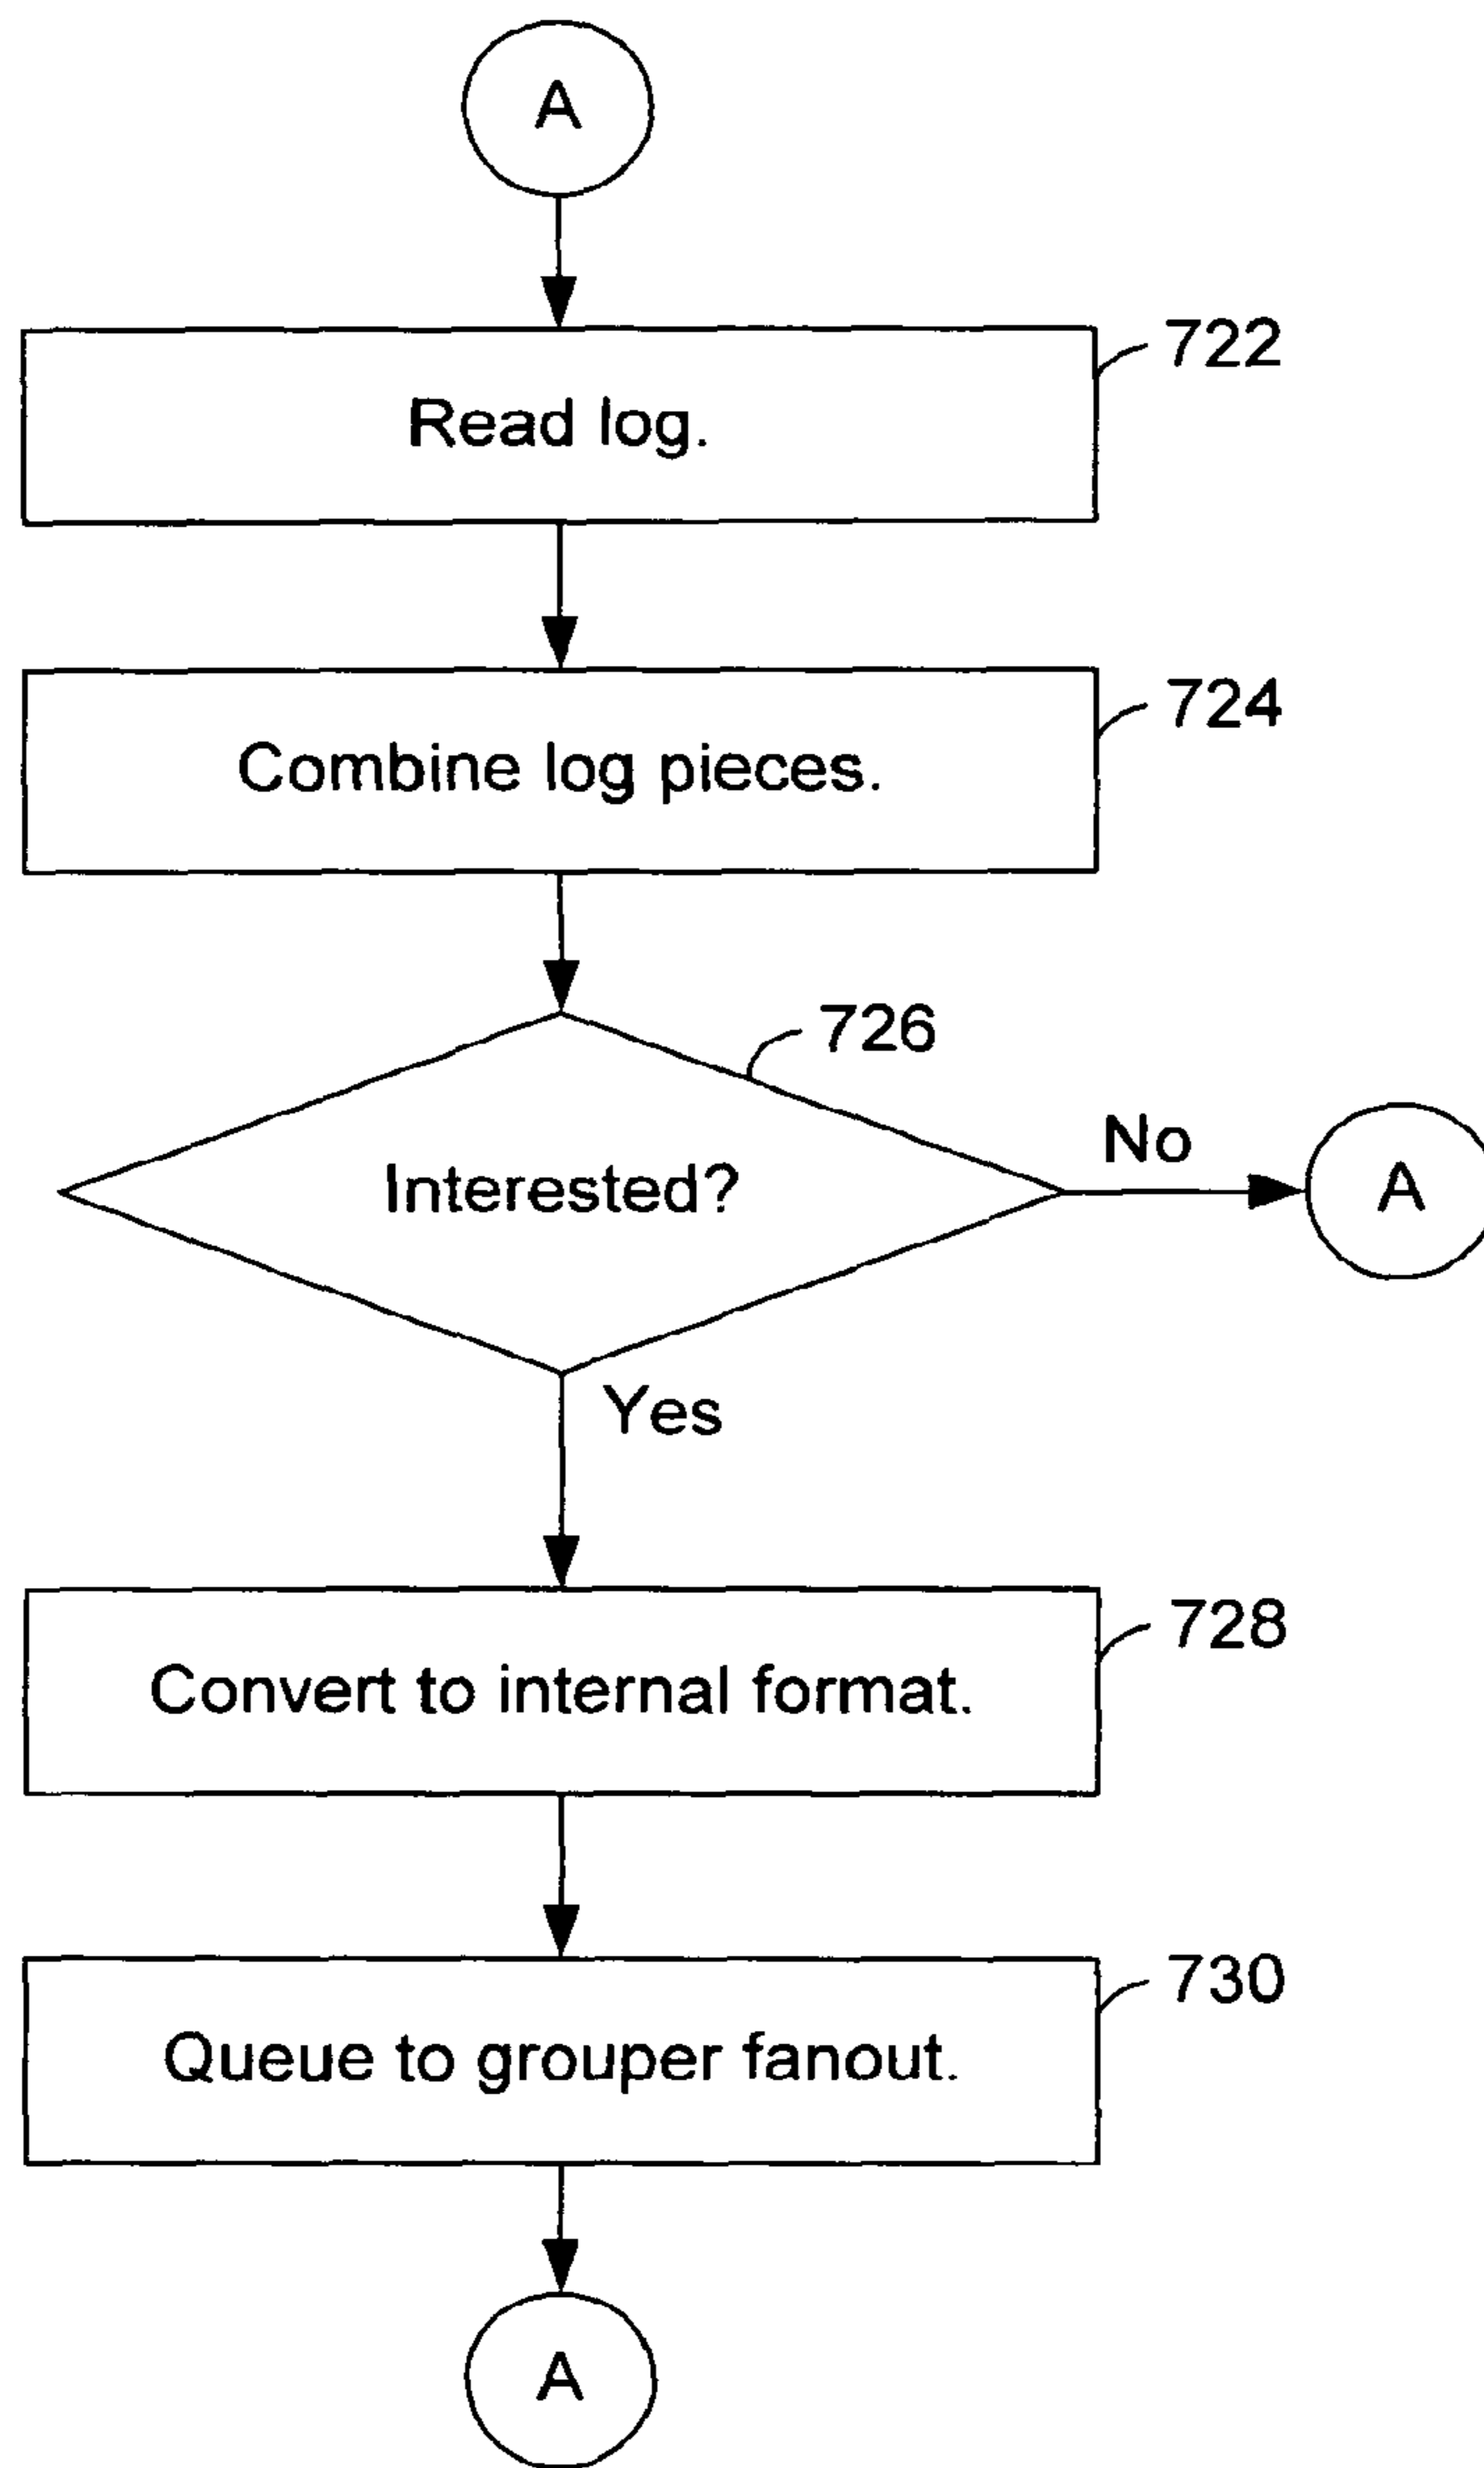 A
722
Read log.
724
Combine log pieces.
726
Interested?
No
A
Yes
728
Convert to internal format.
730
Queue to grouper fanout.
A